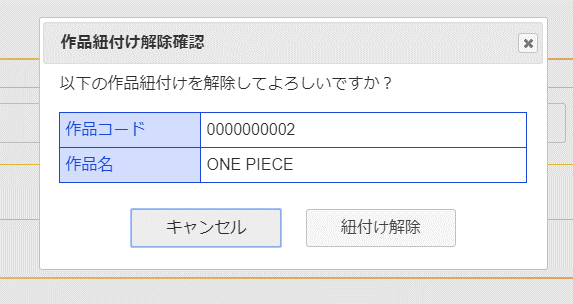 作品紐付け解除確認
以下の作品紐付けを解除してよろしいですか？
作品コード 0000000002
作品名 ONE PIECE
キャンセル 紐付け解除